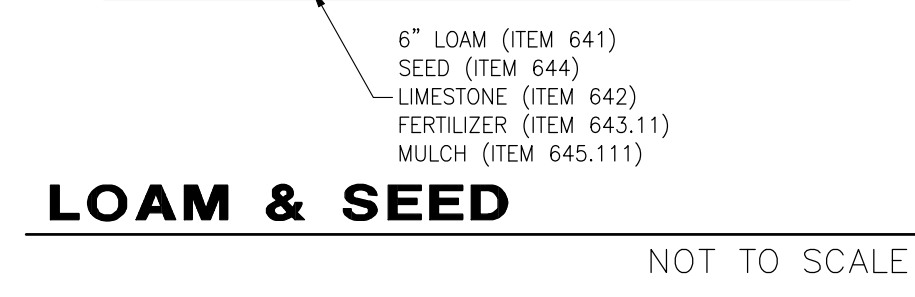 6” LOAM (ITEM 641)
SEED (ITEM 644)
LIMESTONE (ITEM 642)
FERTILIZER (ITEM 643.11)
MULCH (ITEM 645.111)
LOAM & SEED
NOT TO SCALE